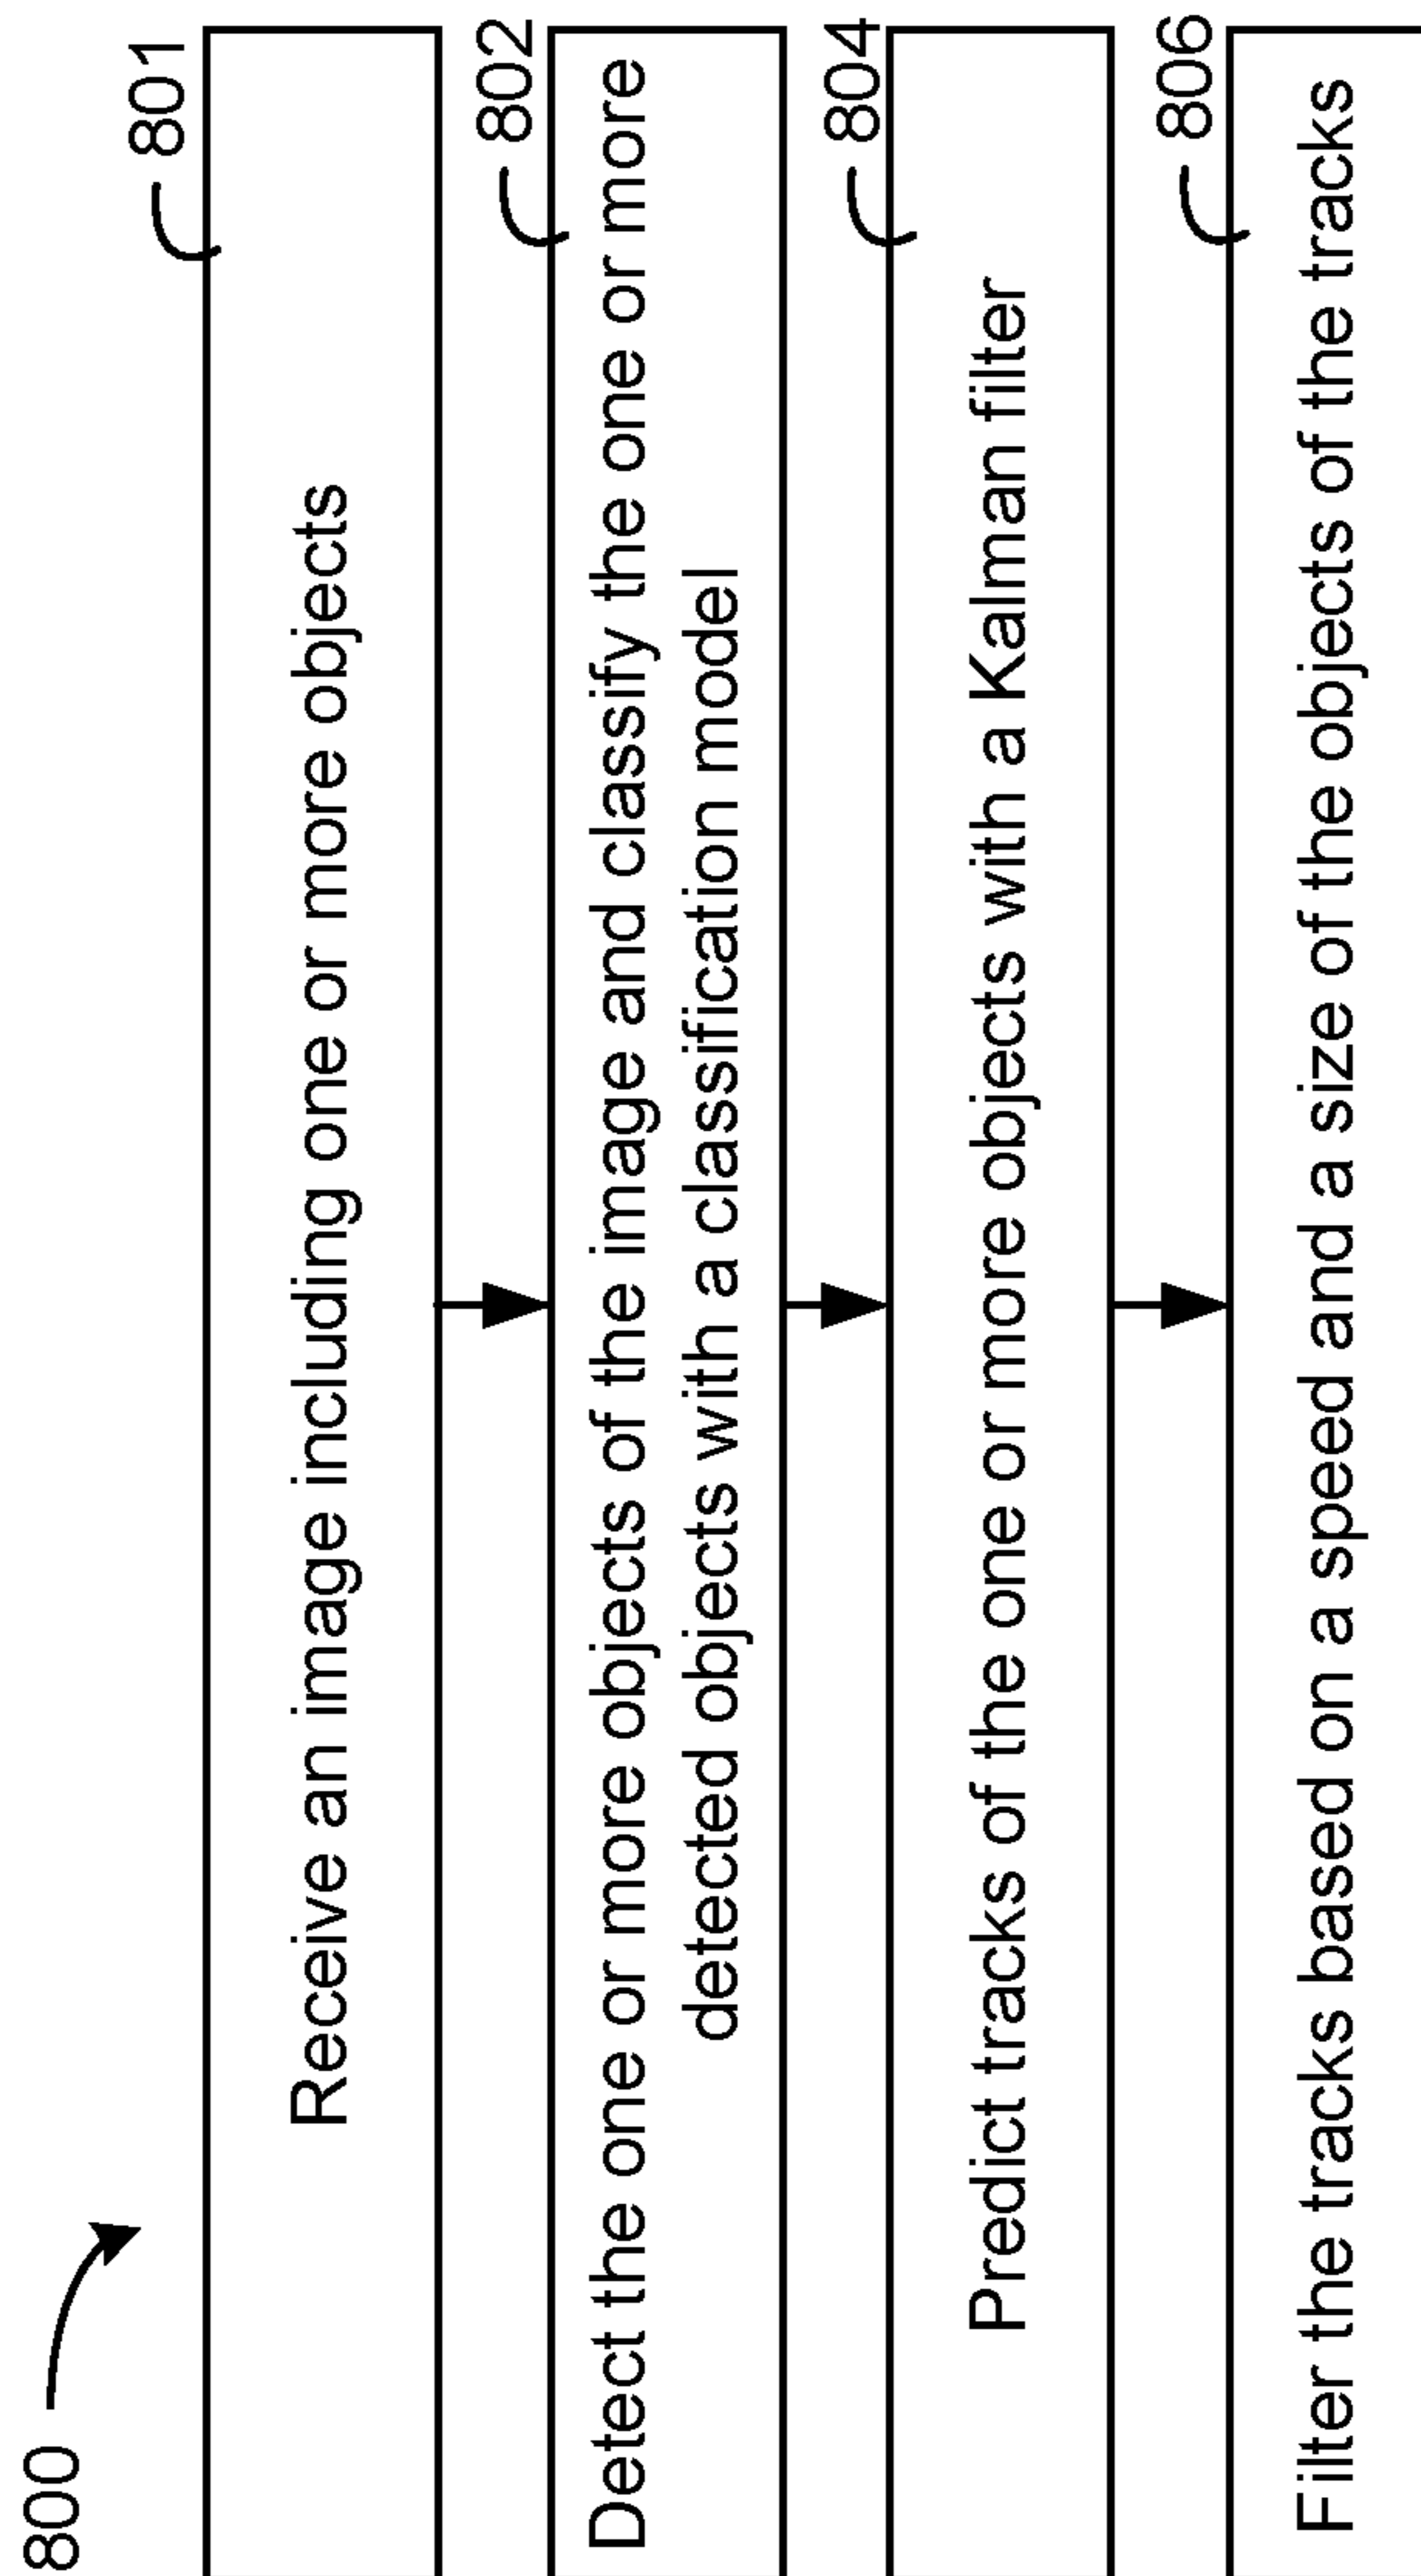 800
801
Receive an image including one or more objects
802
Detect the one or more objects of the image and classify the one or more
detected objects with a classification model
804
Predict tracks of the one or more objects with a Kalman filter
806
Filter the tracks based on a speed and a size of the objects of the tracks